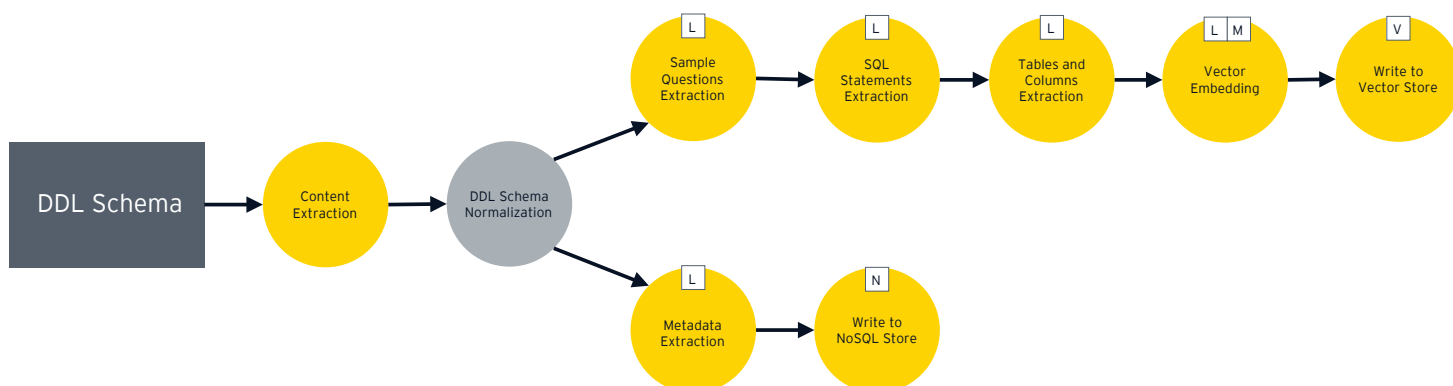 L
Sample
Questions
Extraction
L
SQL
Statements
Extraction
L
Tables and
Columns
Extraction
L M
Vector
Embedding
V
Write to
Vector Store
DDL Schema
Content
Extraction
DDL Schema
Normalization
L
Metadata
Extraction
N
Write to
NoSQL Store